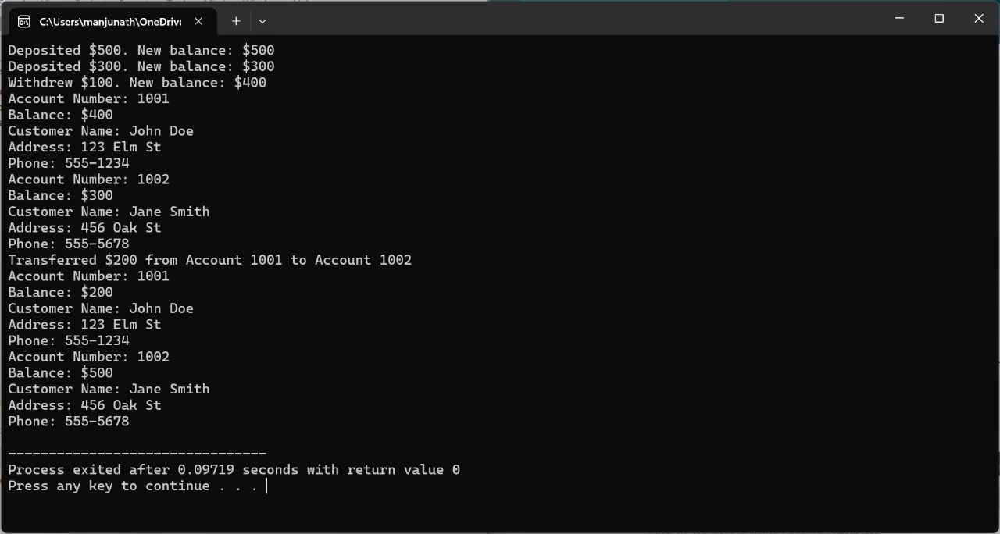 C:\Users\manjunath\OneDrive
Deposited $500. New balance: $500
Deposited $300. New balance: $300
Withdrew $100. New balance: $400
Account Number: 1001
Balance: $400
Customer Name: John Doe
Address: 123 Elm St
Phone: 555-1234
Account Number: 1002
Balance: $300
Customer Name: Jane Smith
Address: 456 Oak St
Phone: 555-5678
Transferred $200 from Account 1001 to Account 1002
Account Number: 1001
Balance: $200
Customer Name: John Doe
Address: 123 Elm St
Phone: 555-1234
Account Number: 1002
Balance: $500
Customer Name: Jane Smith
Address: 456 Oak St
Phone: 555-5678
--------------------------------
Process exited after 0.09719 seconds with return value 0
Press any key to continue . . .